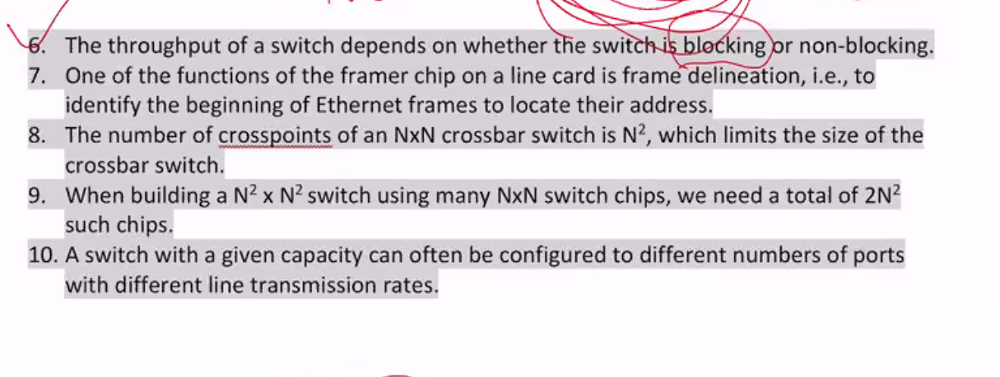 6. The throughput of a switch depends on whether the switch is blocking or non-blocking.
7. One of the functions of the framer chip on a line card is frame delineation, i.e., to
identify the beginning of Ethernet frames to locate their address.
8. The number of crosspoints of an NxN crossbar switch is N², which limits the size of the
crossbar switch.
9. When building a N² x N² switch using many NxN switch chips, we need a total of 2N²
such chips.
10. A switch with a given capacity can often be configured to different numbers of ports
with different line transmission rates.